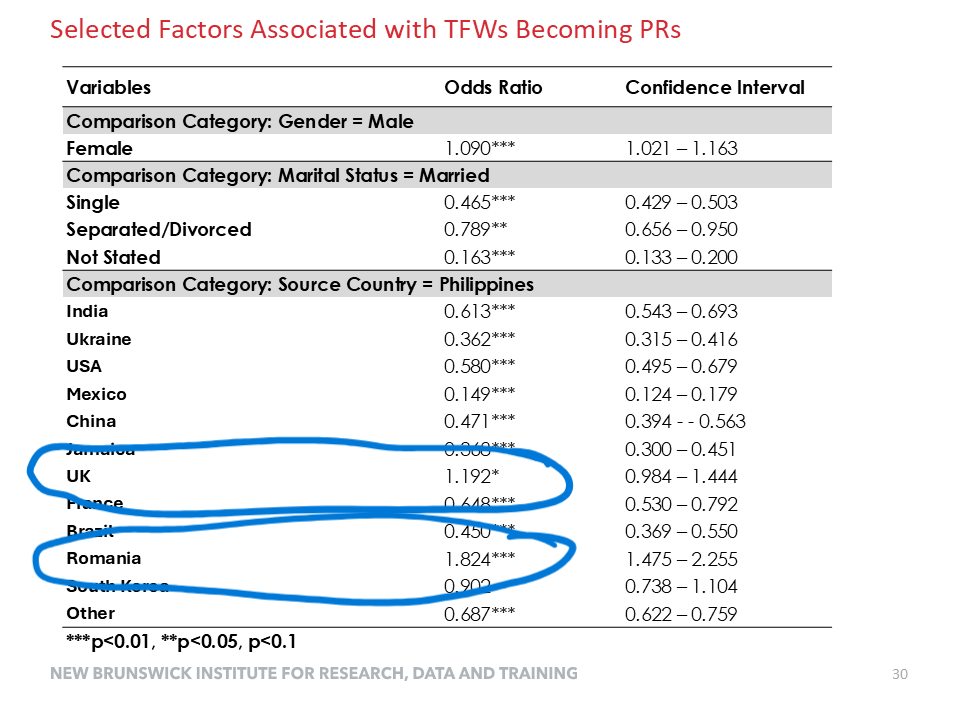 Selected Factors Associated with TFWs Becoming PRs
Variables Odds Ratio Confidence Interval
Comparison Category: Gender = Male
Female 1.090*** 1.021 – 1.163
Comparison Category: Marital Status = Married
Single 0.465*** 0.429 – 0.503
Separated/Divorced 0.789** 0.656 – 0.950
Not Stated 0.163*** 0.133 – 0.200
Comparison Category: Source Country = Philippines
India 0.613*** 0.543 – 0.693
Ukraine 0.362*** 0.315 – 0.416
USA 0.580*** 0.495 – 0.679
Mexico 0.149*** 0.124 – 0.179
China 0.471*** 0.394 - - 0.563
Jamaica 0.300 – 0.451
UK 1.192* 0.984 – 1.444
France 0.648*** 0.530 – 0.792
Brazil 0.450*** 0.369 – 0.550
Romania 1.824*** 1.475 – 2.255
South Korea 0.902 0.738 – 1.104
Other 0.687*** 0.622 – 0.759
***p<0.01, **p<0.05, p<0.1
NEW BRUNSWICK INSTITUTE FOR RESEARCH, DATA AND TRAINING 30